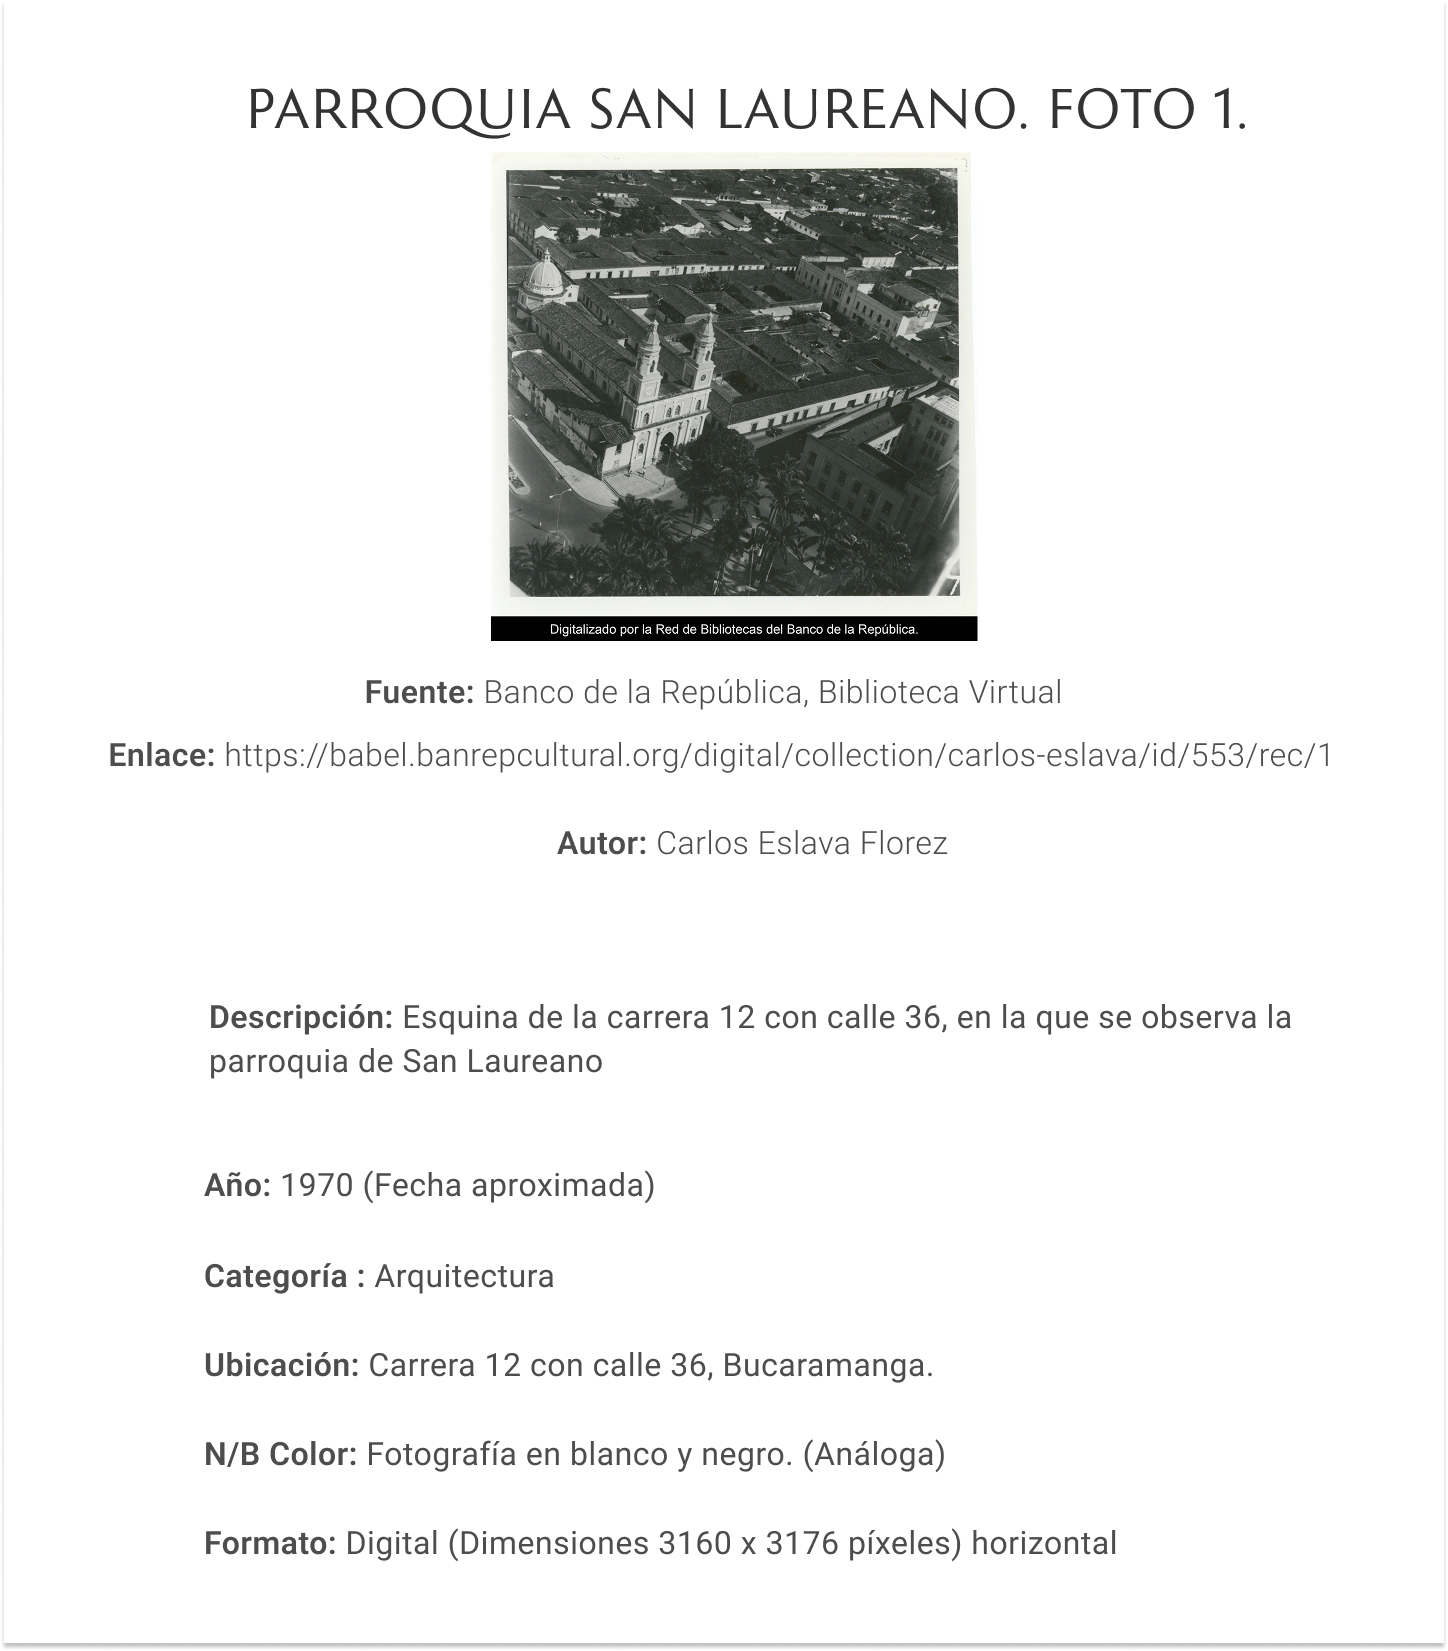 PARROQUIA SAN LAUREANO. FOTO 1.
Digitalizado por la Red de Bibliotecas del Banco de la República.
Fuente: Banco de la República, Biblioteca Virtual
Enlace: https://babel.banrepcultural.org/digital/collection/carlos-eslava/id/553/rec/1
Autor: Carlos Eslava Florez
Descripción: Esquina de la carrera 12 con calle 36, en la que se observa la
parroquia de San Laureano
Año: 1970 (Fecha aproximada)
Categoría : Arquitectura
Ubicación: Carrera 12 con calle 36, Bucaramanga.
N/B Color: Fotografía en blanco y negro. (Análoga)
Formato: Digital (Dimensiones 3160 x 3176 píxeles) horizontal